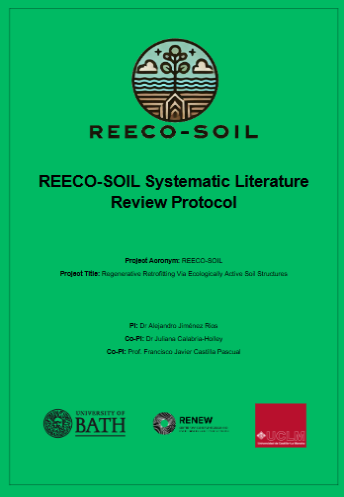 REECO-SOIL
REECO-SOIL Systematic Literature
Review Protocol
Project Acronym: REECO-SOIL
Project Title: Regenerative Retrofitting Via Ecologically Active Soil Structures
PI: Dr Alejandro Jiménez Rios
Co-PI: Dr Juliana Calabria-Holley
Co-PI: Prof. Francisco Javier Castilla Pascual
UNIVERSITY OF
BATH
RENEW
UCLM